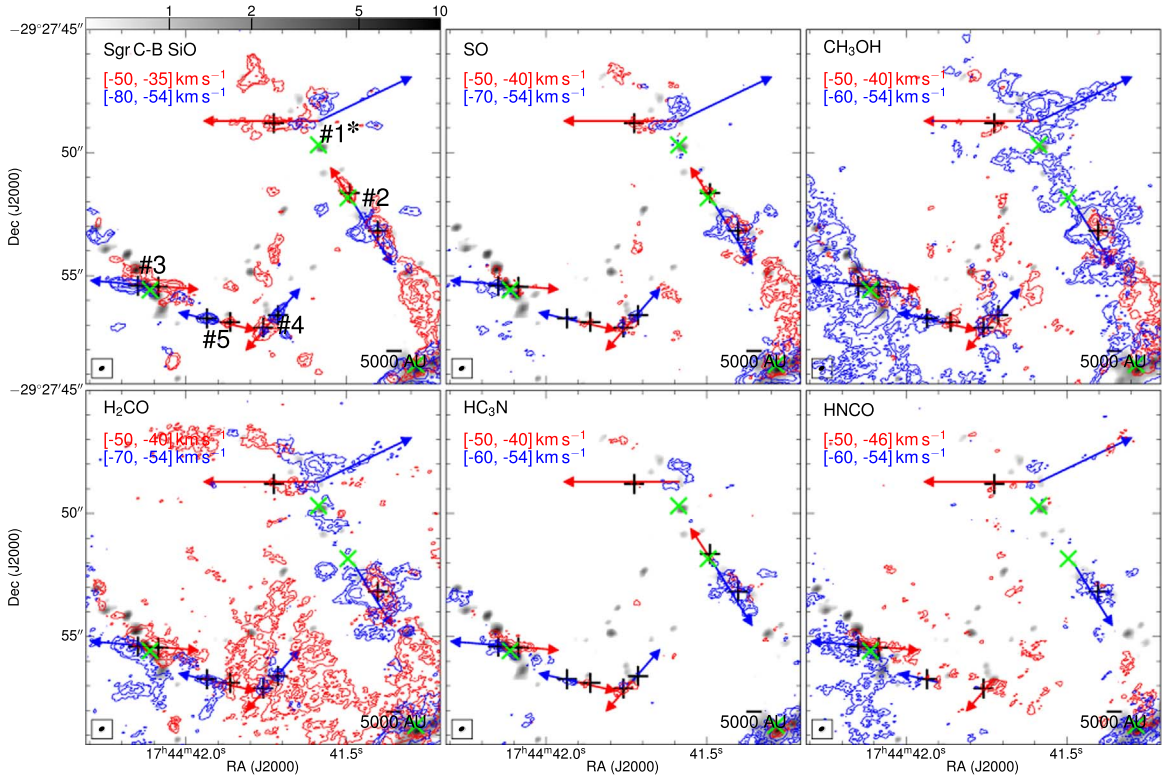 1 2 5 10
−29°27′45″
Sgr C-B SiO
[-50, -35] km s⁻¹
[-80, -54] km s⁻¹
#1*
#2
#3
#4
#5
5000 AU
50″
55″
Dec (J2000)
SO
[-50, -40] km s⁻¹
[-70, -54] km s⁻¹
5000 AU
CH₃OH
[-50, -40] km s⁻¹
[-60, -54] km s⁻¹
5000 AU
−29°27′45″
H₂CO
[-50, -40] km s⁻¹
[-70, -54] km s⁻¹
5000 AU
50″
55″
Dec (J2000)
HC₃N
[-50, -40] km s⁻¹
[-60, -54] km s⁻¹
5000 AU
HNCO
[-50, -46] km s⁻¹
[-60, -54] km s⁻¹
5000 AU
17ʰ44ᵐ42.0ˢ 41.5ˢ
RA (J2000)
17ʰ44ᵐ42.0ˢ 41.5ˢ
RA (J2000)
17ʰ44ᵐ42.0ˢ 41.5ˢ
RA (J2000)